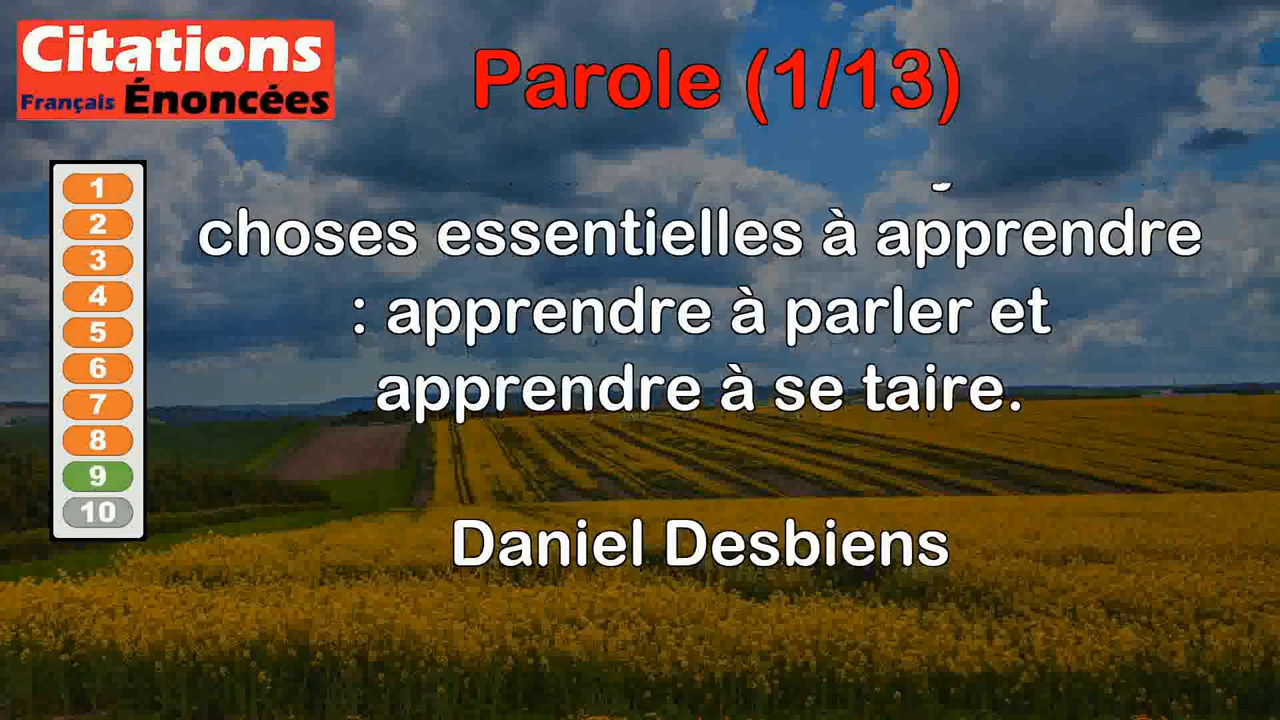 Citations
Français Énoncées
Parole (1/13)
1
2
3
4
5
6
7
8
9
10
choses essentielles à apprendre
: apprendre à parler et
apprendre à se taire.
Daniel Desbiens